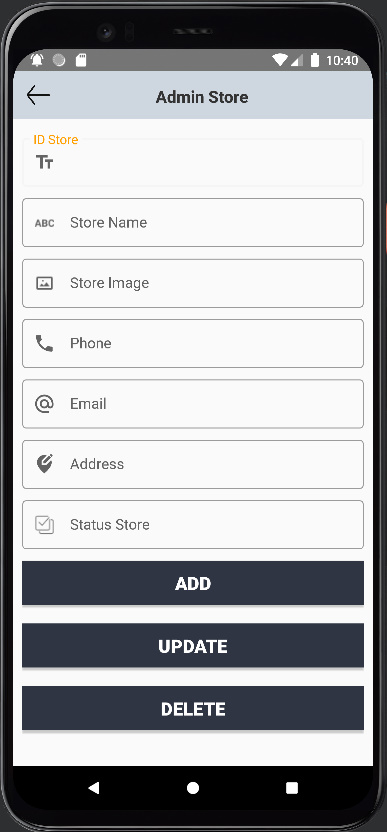 10:40
Admin Store
ID Store
Tт
ABC Store Name
Store Image
Phone
Email
Address
Status Store
ADD
UPDATE
DELETE